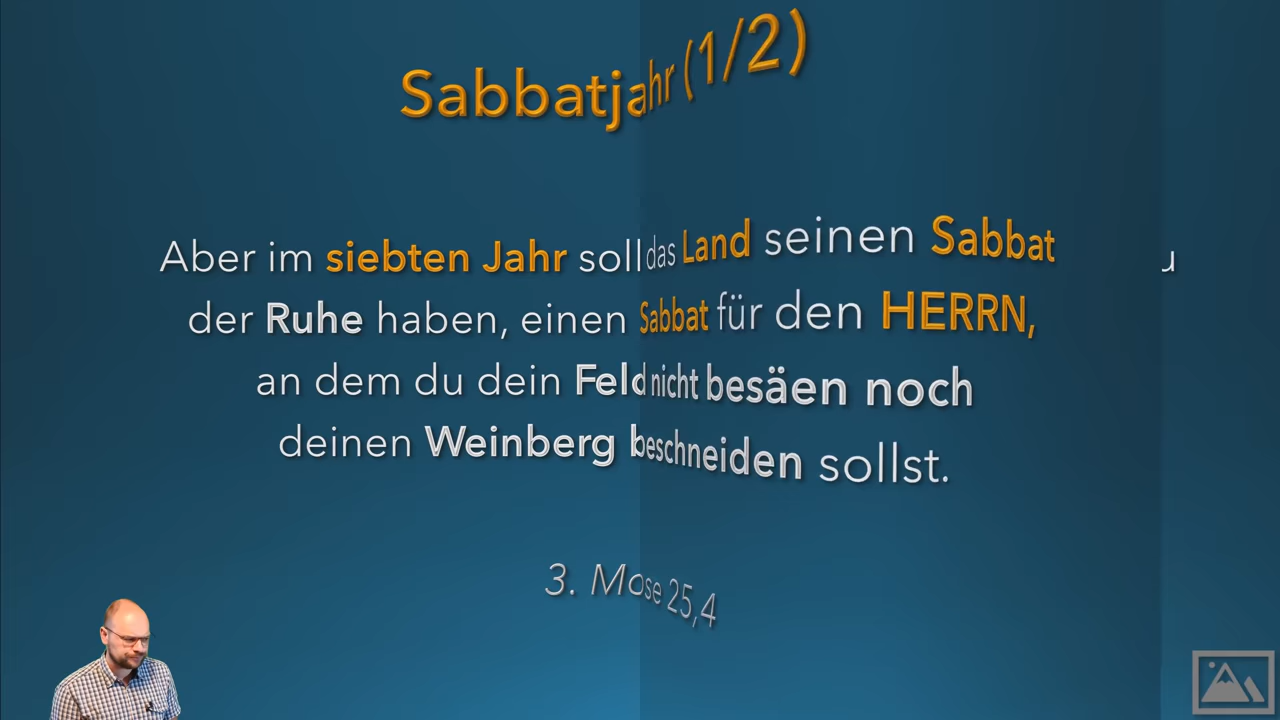 Sabbatjahr (1/2)
Aber im siebten Jahr soll das Land seinen Sabbat
der Ruhe haben, einen Sabbat für den HERRN,
an dem du dein Feld nicht besäen noch
deinen Weinberg beschneiden sollst.
3. Mose 25,4